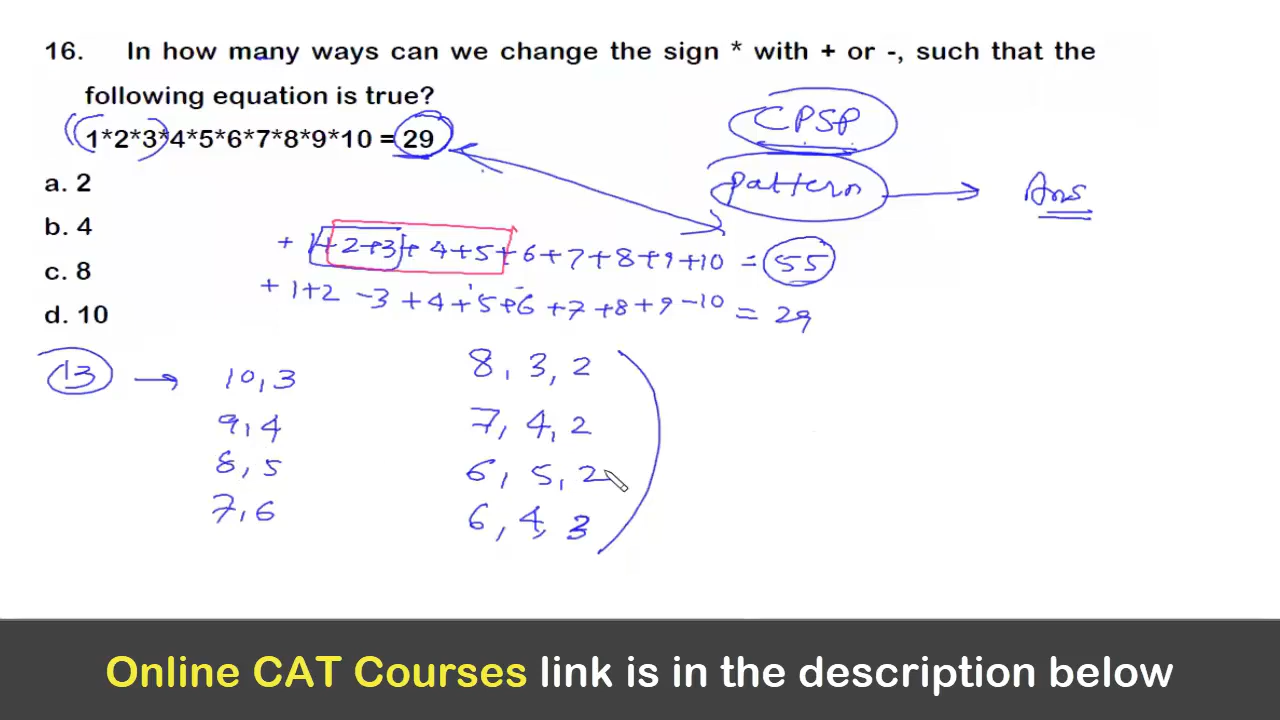 16. In how many ways can we change the sign * with + or -, such that the
following equation is true?
1*2*3*4*5*6*7*8*9*10 = 29
CPSP
a. 2
pattern → Ans
b. 4
+ 1+2+3+ 4+5+6+7+8+9+10 = 55
c. 8
+ 1+2 -3 +4+5+6 +7+8+9-10 = 29
d. 10
13 → 10, 3
9, 4
8, 5
7, 6
8, 3, 2
7, 4, 2
6, 5, 2
6, 4, 3
Online CAT Courses link is in the description below